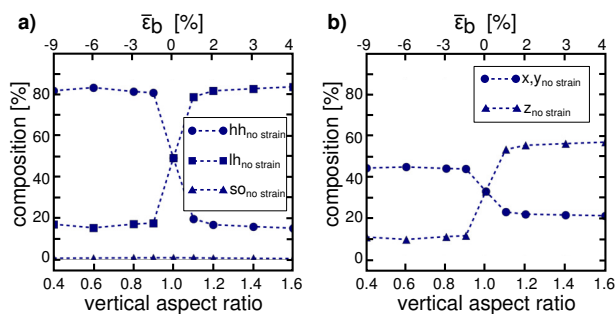 a) ε̄b [%]
-9 -6 -3 0 1 2 3 4
composition [%]
80
60
40
20
0
hh no strain
lh no strain
so no strain
0.4 0.6 0.8 1.0 1.2 1.4 1.6
vertical aspect ratio
b) ε̄b [%]
-9 -6 -3 0 1 2 3 4
composition [%]
80
60
40
20
0
x,y no strain
z no strain
0.4 0.6 0.8 1.0 1.2 1.4 1.6
vertical aspect ratio